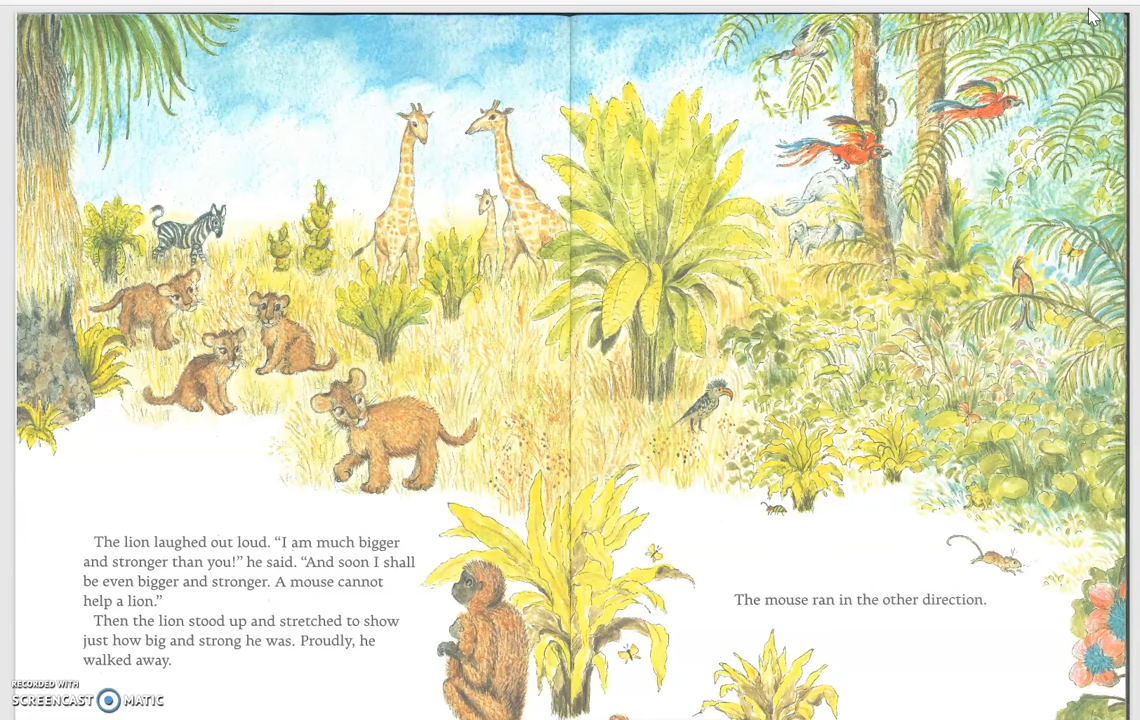 The lion laughed out loud. “I am much bigger
and stronger than you!” he said. “And soon I shall
be even bigger and stronger. A mouse cannot
help a lion.”
Then the lion stood up and stretched to show
just how big and strong he was. Proudly, he
walked away.
The mouse ran in the other direction.
RECORDED WITH
SCREENCAST MATIC